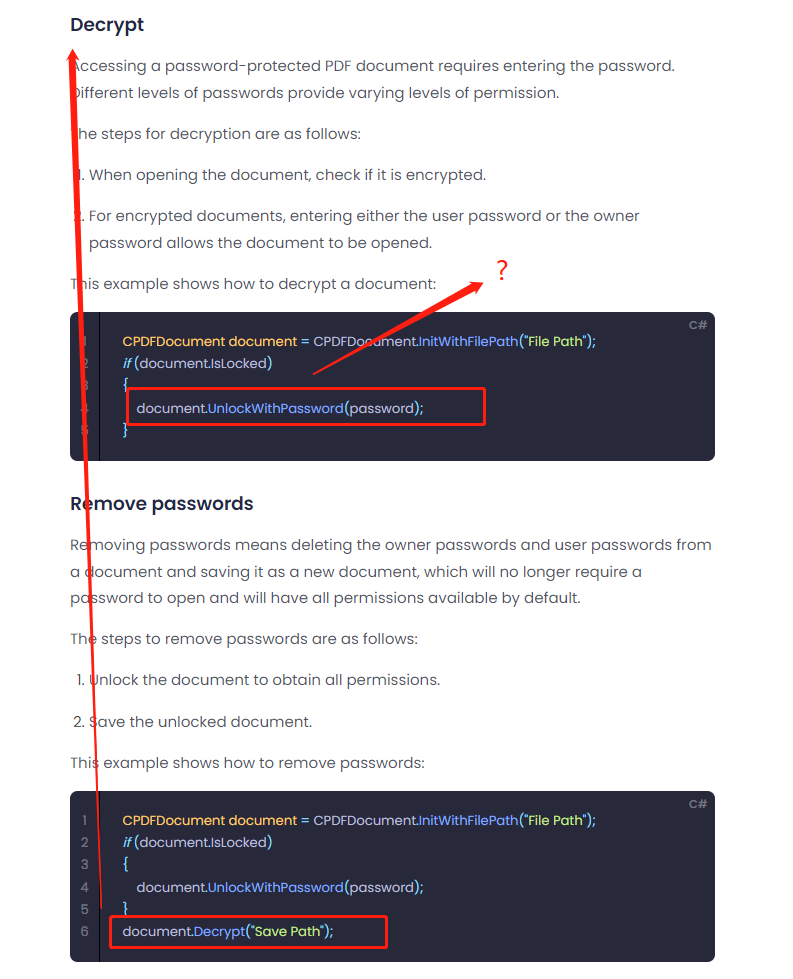 Decrypt
Accessing a password-protected PDF document requires entering the password.
Different levels of passwords provide varying levels of permission.
The steps for decryption are as follows:
1. When opening the document, check if it is encrypted.
2. For encrypted documents, entering either the user password or the owner
password allows the document to be opened.
?
This example shows how to decrypt a document:
C#
1 CPDFDocument document = CPDFDocument.InitWithFilePath("File Path");
2 if (document.IsLocked)
3 {
4 document.UnlockWithPassword(password);
5 }
Remove passwords
Removing passwords means deleting the owner passwords and user passwords from
a document and saving it as a new document, which will no longer require a
password to open and will have all permissions available by default.
The steps to remove passwords are as follows:
1. Unlock the document to obtain all permissions.
2. Save the unlocked document.
This example shows how to remove passwords:
C#
1 CPDFDocument document = CPDFDocument.InitWithFilePath("File Path");
2 if (document.IsLocked)
3 {
4 document.UnlockWithPassword(password);
5 }
6 document.Decrypt("Save Path");